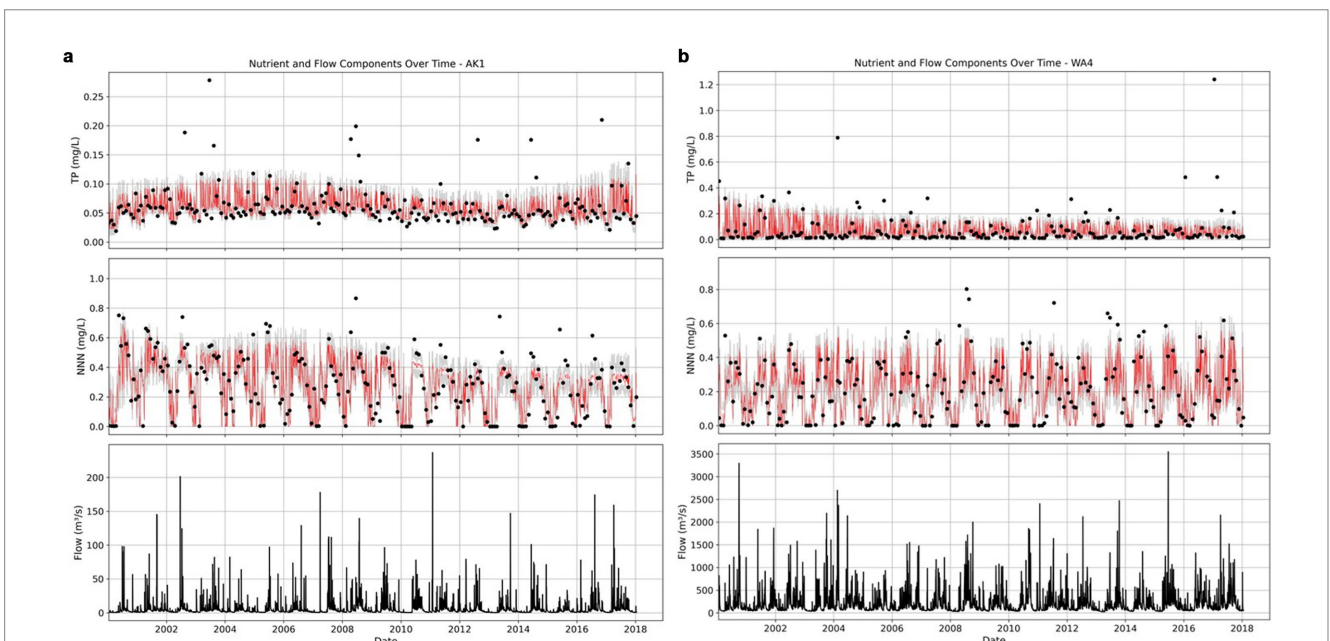 a
Nutrient and Flow Components Over Time - AK1
TP (mg/L)
0.25
0.20
0.15
0.10
0.05
0.00
NNN (mg/L)
1.0
0.8
0.6
0.4
0.2
0.0
Flow (m³/s)
200
150
100
50
0
2002 2004 2006 2008 2010 2012 2014 2016 2018
Date
b
Nutrient and Flow Components Over Time - WA4
TP (mg/L)
1.2
1.0
0.8
0.6
0.4
0.2
0.0
NNN (mg/L)
0.8
0.6
0.4
0.2
0.0
Flow (m³/s)
3500
3000
2500
2000
1500
1000
500
0
2002 2004 2006 2008 2010 2012 2014 2016 2018
Date